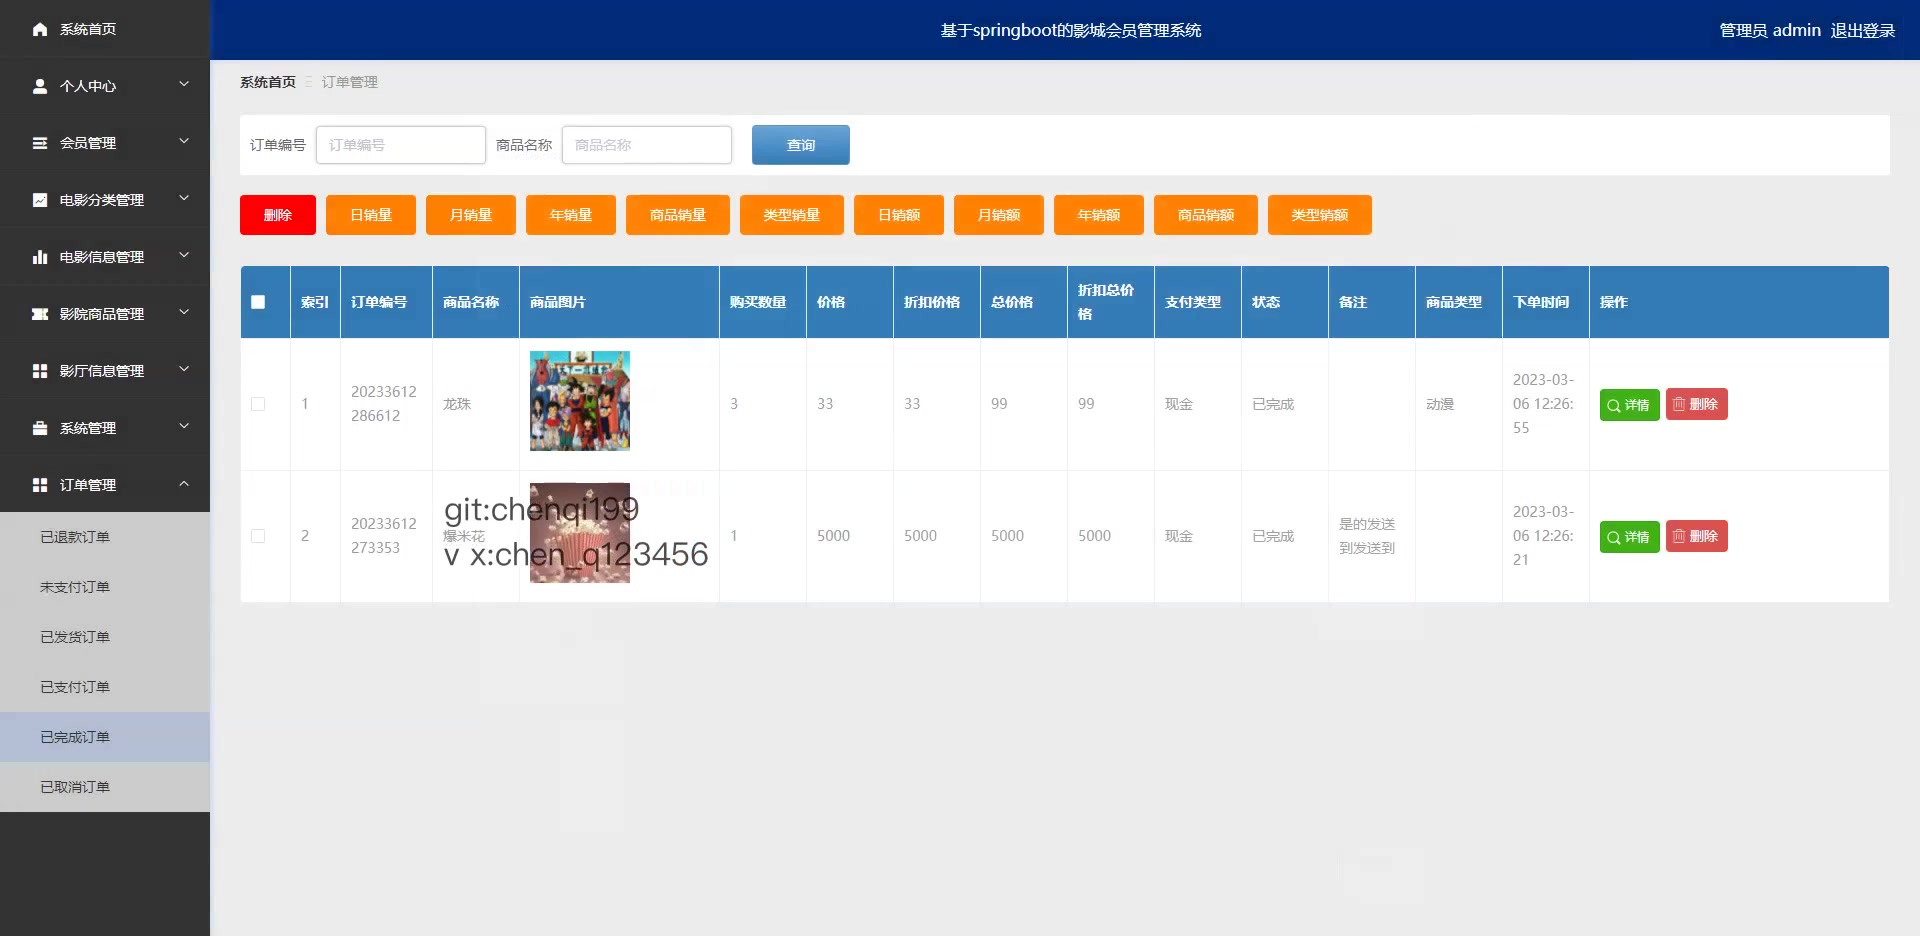 系统首页
个人中心
会员管理
电影分类管理
电影信息管理
影院商品管理
影厅信息管理
系统管理
订单管理
已退款订单
未支付订单
已发货订单
已支付订单
已完成订单
已取消订单
基于springboot的影城会员管理系统
管理员 admin 退出登录
系统首页 订单管理
订单编号 订单编号 商品名称 商品名称 查询
删除 日销量 月销量 年销量 商品销量 类型销量 日销额 月销额 年销额 商品销额 类型销额
索引 订单编号 商品名称 商品图片 购买数量 价格 折扣价格 总价格 折扣总价格 支付类型 状态 备注 商品类型 下单时间 操作
1 20233612286612 龙珠 3 33 33 99 99 现金 已完成 动漫 2023-03-06 12:26:55 详情 删除
2 20233612273353 爆米花 1 5000 5000 5000 5000 现金 已完成 是的发送到发送到 2023-03-06 12:26:21 详情 删除
git:chenqi199
v x:chen_q123456